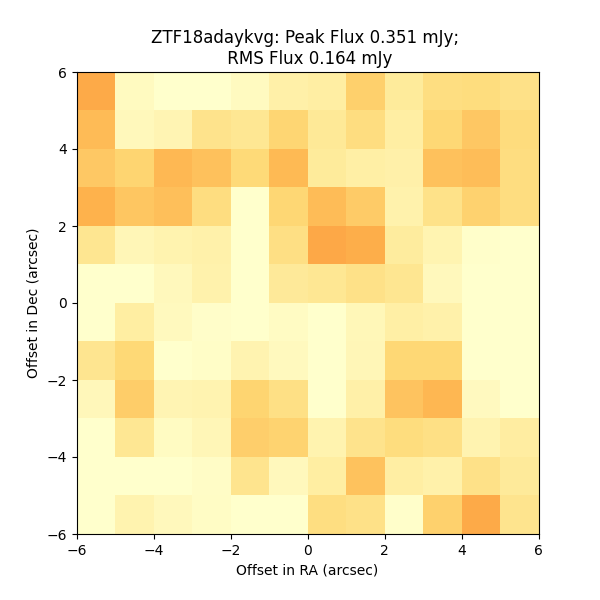 ZTF18adaykvg: Peak Flux 0.351 mJy;
RMS Flux 0.164 mJy
6
4
2
0
−2
−4
−6
Offset in Dec (arcsec)
−6 −4 −2 0 2 4 6
Offset in RA (arcsec)